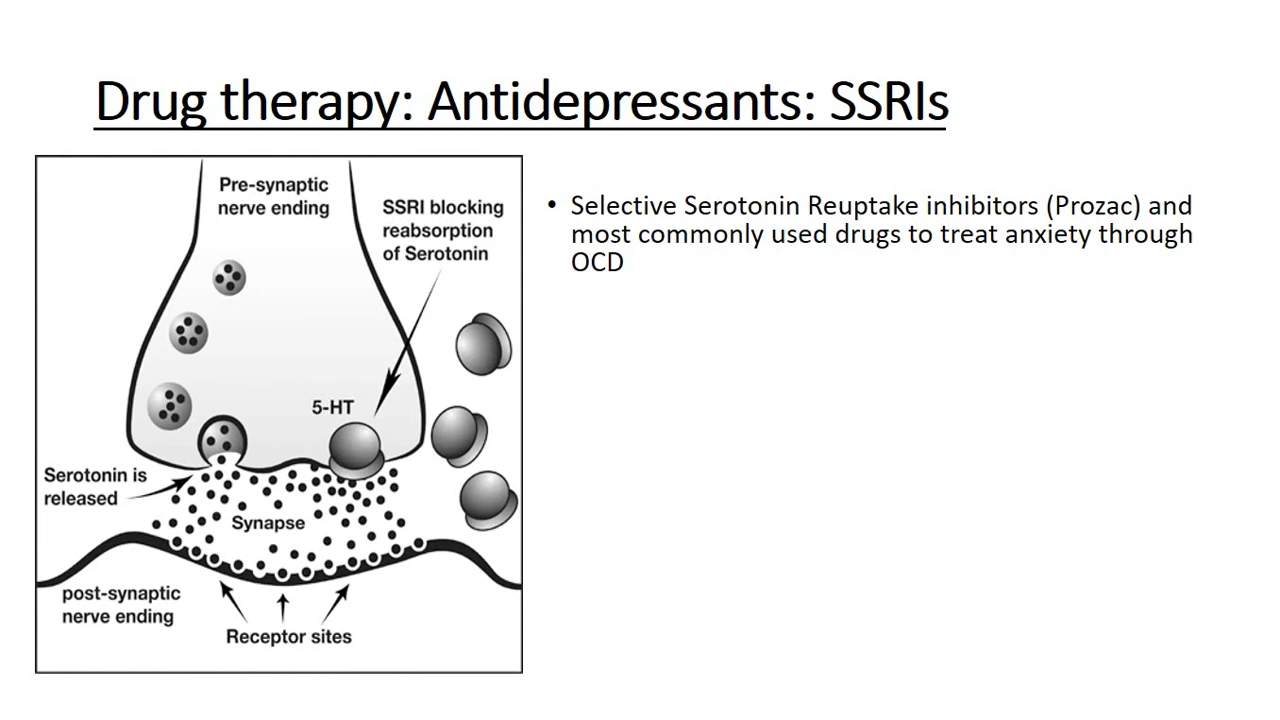 Drug therapy: Antidepressants: SSRIs
Pre-synaptic
nerve ending
SSRI blocking
reabsorption
of Serotonin
5-HT
Serotonin is
released
Synapse
post-synaptic
nerve ending
Receptor sites
• Selective Serotonin Reuptake inhibitors (Prozac) and
most commonly used drugs to treat anxiety through
OCD